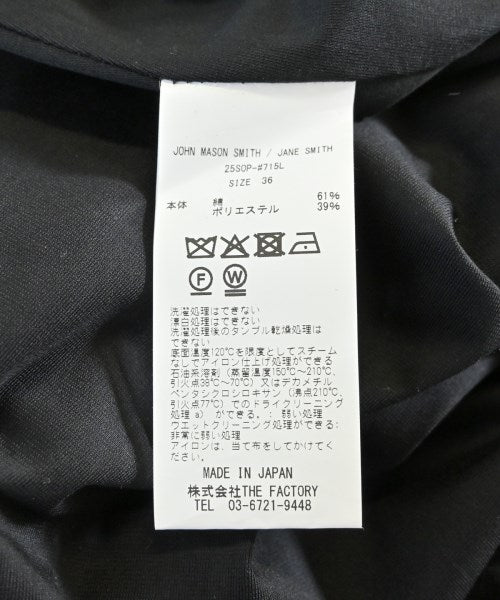 JOHN MASON SMITH / JANE SMITH
25SOP-#715L
SIZE 36
本体 綿 61%
ポリエステル 39%
F W
洗濯処理はできない
漂白処理はできない
洗濯処理後のタンブル乾燥処理は
できない
底面温度120℃を限度としてスチーム
なしでアイロン仕上げ処理ができる
石油系溶剤(蒸留温度150℃~210℃、
引火点38℃~70℃)又はデカメチル
ペンタシクロシロキサン(沸点210℃、
引火点77℃)でのドライクリーニング
処理a)ができる。:弱い処理
ウエットクリーニング処理ができる:
非常に弱い処理
アイロンは、当て布をしてかけてく
ださい。
MADE IN JAPAN
株式会社THE FACTORY
TEL 03-6721-9448